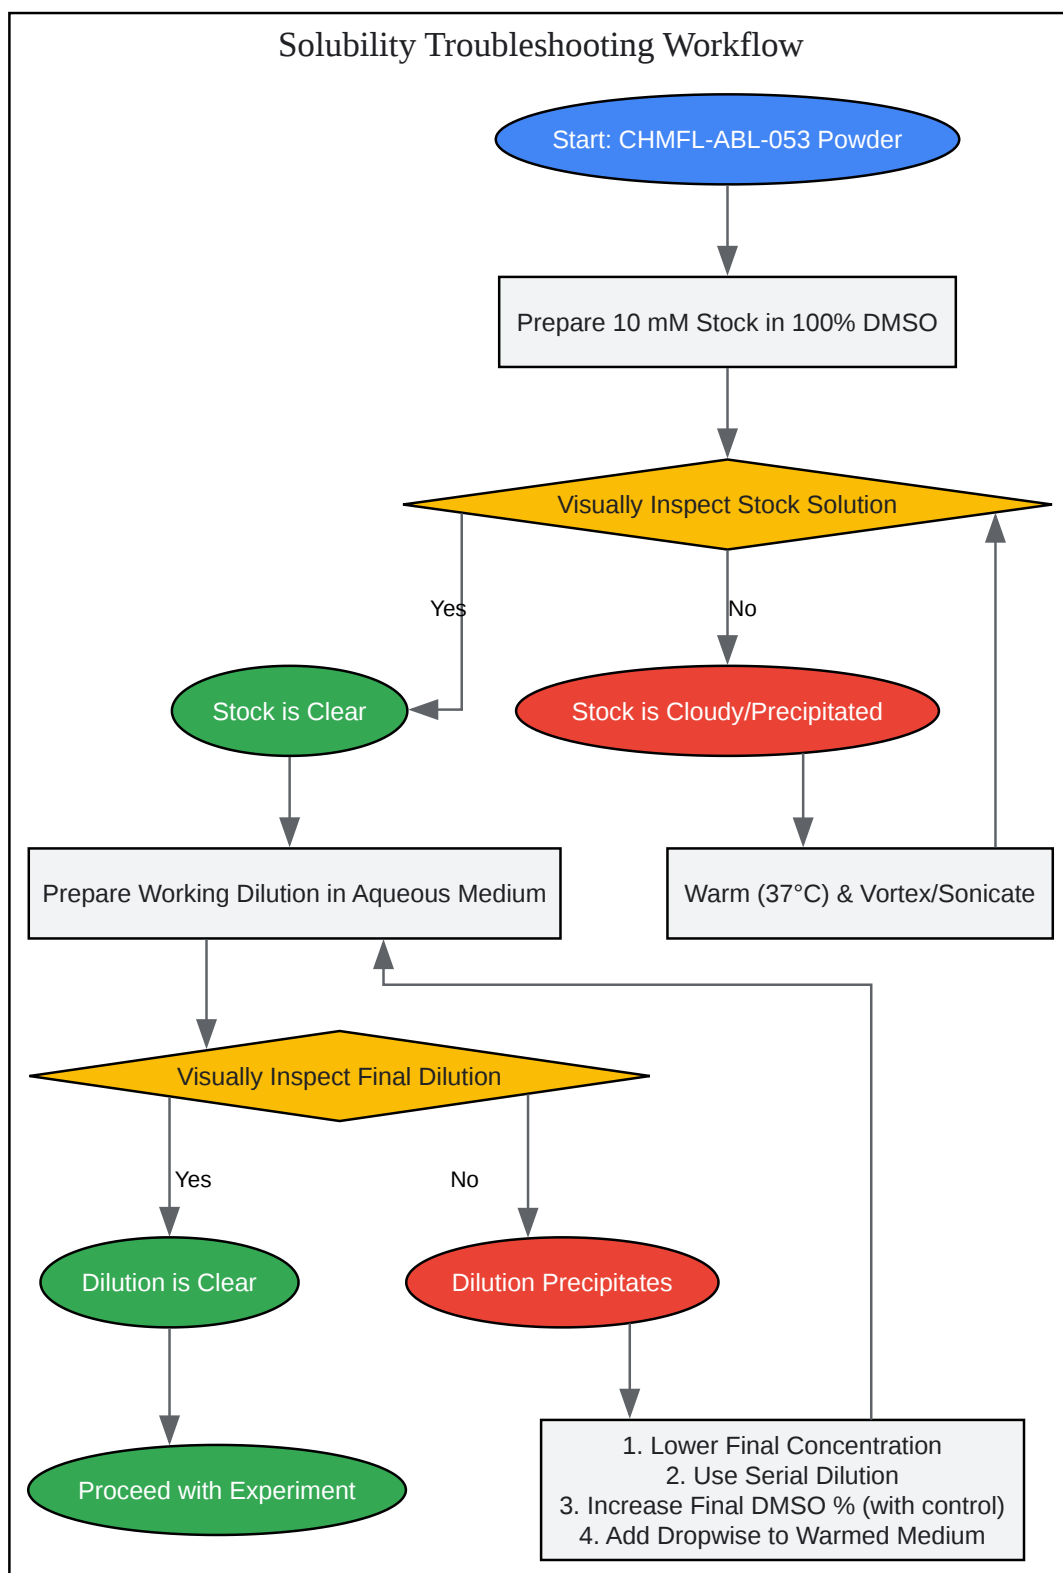 Solubility Troubleshooting Workflow
Start: CHMFL-ABL-053 Powder
Prepare 10 mM Stock in 100% DMSO
Visually Inspect Stock Solution
Yes
No
Stock is Clear
Stock is Cloudy/Precipitated
Prepare Working Dilution in Aqueous Medium
Warm (37°C) & Vortex/Sonicate
Visually Inspect Final Dilution
Yes
No
Dilution is Clear
Dilution Precipitates
Proceed with Experiment
1. Lower Final Concentration
2. Use Serial Dilution
3. Increase Final DMSO % (with control)
4. Add Dropwise to Warmed Medium